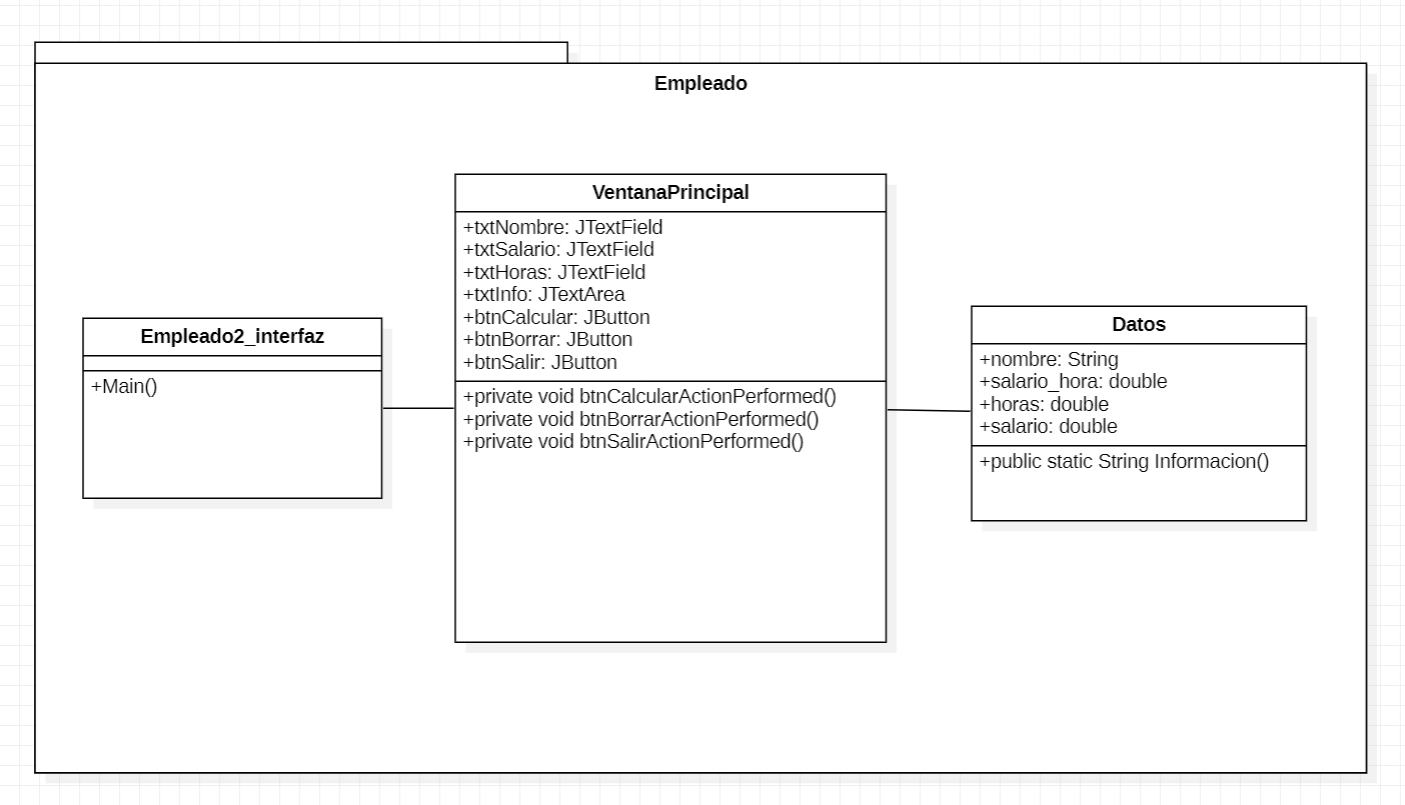 Empleado
Empleado2_interfaz
+Main()
VentanaPrincipal
+txtNombre: JTextField
+txtSalario: JTextField
+txtHoras: JTextField
+txtInfo: JTextArea
+btnCalcular: JButton
+btnBorrar: JButton
+btnSalir: JButton
+private void btnCalcularActionPerformed()
+private void btnBorrarActionPerformed()
+private void btnSalirActionPerformed()
Datos
+nombre: String
+salario_hora: double
+horas: double
+salario: double
+public static String Informacion()